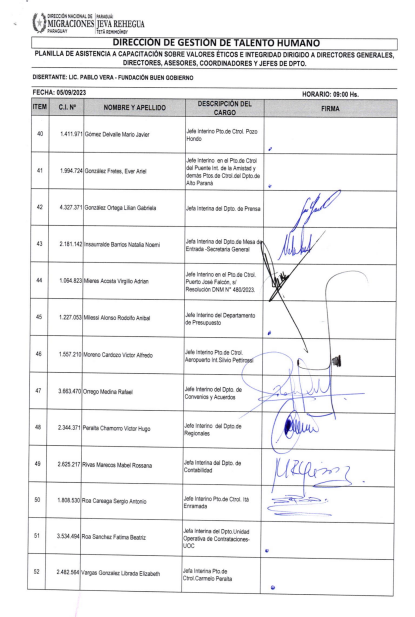 DIRECCIÓN NACIONAL DE PARAGUÁI
MIGRACIONES JEVA REHEGUA
PARAGUAY TETÃ REMIMOĨMBY
DIRECCIÓN DE GESTIÓN DE TALENTO HUMANO
PLANILLA DE ASISTENCIA A CAPACITACIÓN SOBRE VALORES ÉTICOS E INTEGRIDAD DIRIGIDO A DIRECTORES GENERALES,
DIRECTORES, ASESORES, COORDINADORES Y JEFES DE DPTO.
DISERTANTE: LIC. PABLO VERA - FUNDACIÓN BUEN GOBIERNO
FECHA: 05/09/2023 HORARIO: 09:00 Hs.
ITEM C.I. Nº NOMBRE Y APELLIDO DESCRIPCIÓN DEL CARGO FIRMA
40 1.411.971 Gómez Delvalle Mario Javier Jefe Interino Pto.de Ctrol. Pozo
Hondo
41 1.994.724 González Fretes, Ever Ariel Jefe Interino en el Pto.de Ctrol
del Puente Int. de la Amistad y
demás Ptos.de Ctrol.del Dpto.de
Alto Paraná
42 4.327.371 González Ortega Lilian Gabriela Jefa Interina del Dpto. de Prensa
43 2.181.142 Insaurralde Barrios Natalia Noemi Jefa Interina del Dpto.de Mesa de
Entrada -Secretaria General
44 1.094.823 Mieres Acosta Virgilio Adrian Jefe Interino en el Pto.de Ctrol.
Puerto José Falcón, s/
Resolución DNM N° 480/2023.
45 1.227.053 Miiessi Alonso Rodolfo Anibal Jefe Interino del Departamento
de Presupuesto
46 1.557.210 Moreno Cardozo Victor Alfredo Jefe Interino Pto.de Ctrol.
Aeropuerto Int.Silvio Pettirossi
47 3.663.470 Orrego Medina Rafael Jefe Interino del Dpto. de
Convenios y Acuerdos
48 2.344.371 Peralta Chamorro Victor Hugo Jefe Interino del Dpto de
Regionales
49 2.625.217 Rivas Marecos Mabel Rossana Jefa Interina del Dpto. de
Contabilidad
50 1.808.530 Roa Careaga Sergio Antonio Jefe Interino Pto.de Ctrol. Itá
Enramada
51 3.534.494 Roa Sanchez Fatima Beatriz Jefa Interina del Dpto.Unidad
Operativa de Contrataciones-
UOC
52 2.482.564 Vargas Gonzalez Librada Elizabeth Jefa Interina Pto.de
Ctrol.Carmelo Peralta